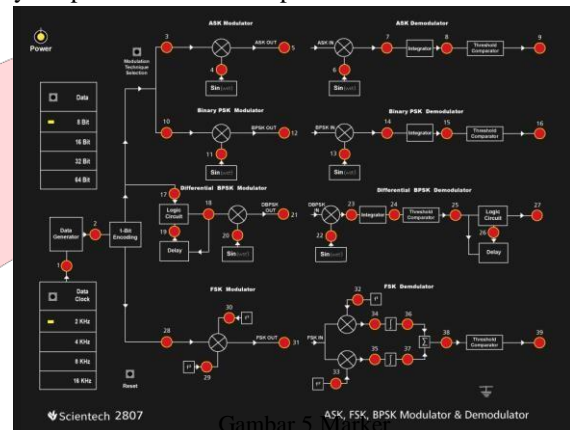 ASK Modulator
ASK Demodulator
Power
Modulation
Technique
Selection
3
ASK OUT
5
ASK IN
7
Integrator
8
Threshold
Comparator
9
4
6
Data
8 Bit
16 Bit
32 Bit
64 Bit
Binary PSK Modulator
Binary PSK Demodulator
10
BPSK OUT
12
BPSK IN
14
Integrator
15
Threshold
Comparator
16
11
13
Differential BPSK Modulator
Differential BPSK Demodulator
17
Logic
Circuit
18
DBPSK
OUT
21
DBPSK
IN
23
Integrator
24
Threshold
Comparator
25
Logic
Circuit
27
19
Delay
20
22
26
Delay
Data
Generator
2
1-Bit
Encoding
1
Data
Clock
2 KHz
4 KHz
8 KHz
16 KHz
FSK Modulator
FSK Demdulator
28
30
29
FSK OUT
31
FSK IN
32
34
36
35
37
33
38
Threshold
Comparator
39
Reset
Scientech 2807
ASK, FSK, BPSK Modulator & Demodulator
Gambar 5 Marker